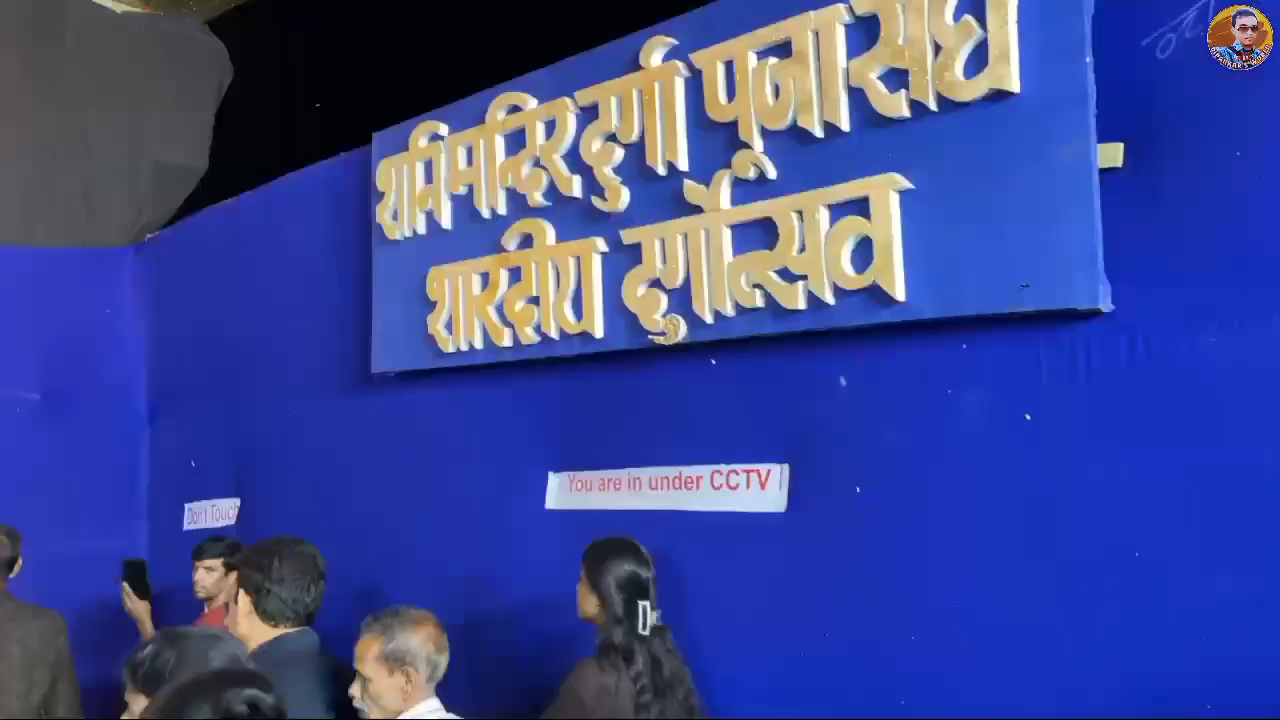 शनि मन्दिर दुर्गा पूजा संघ
शारदीय दुर्गोत्सव
You are in under CCTV
Don't Touch